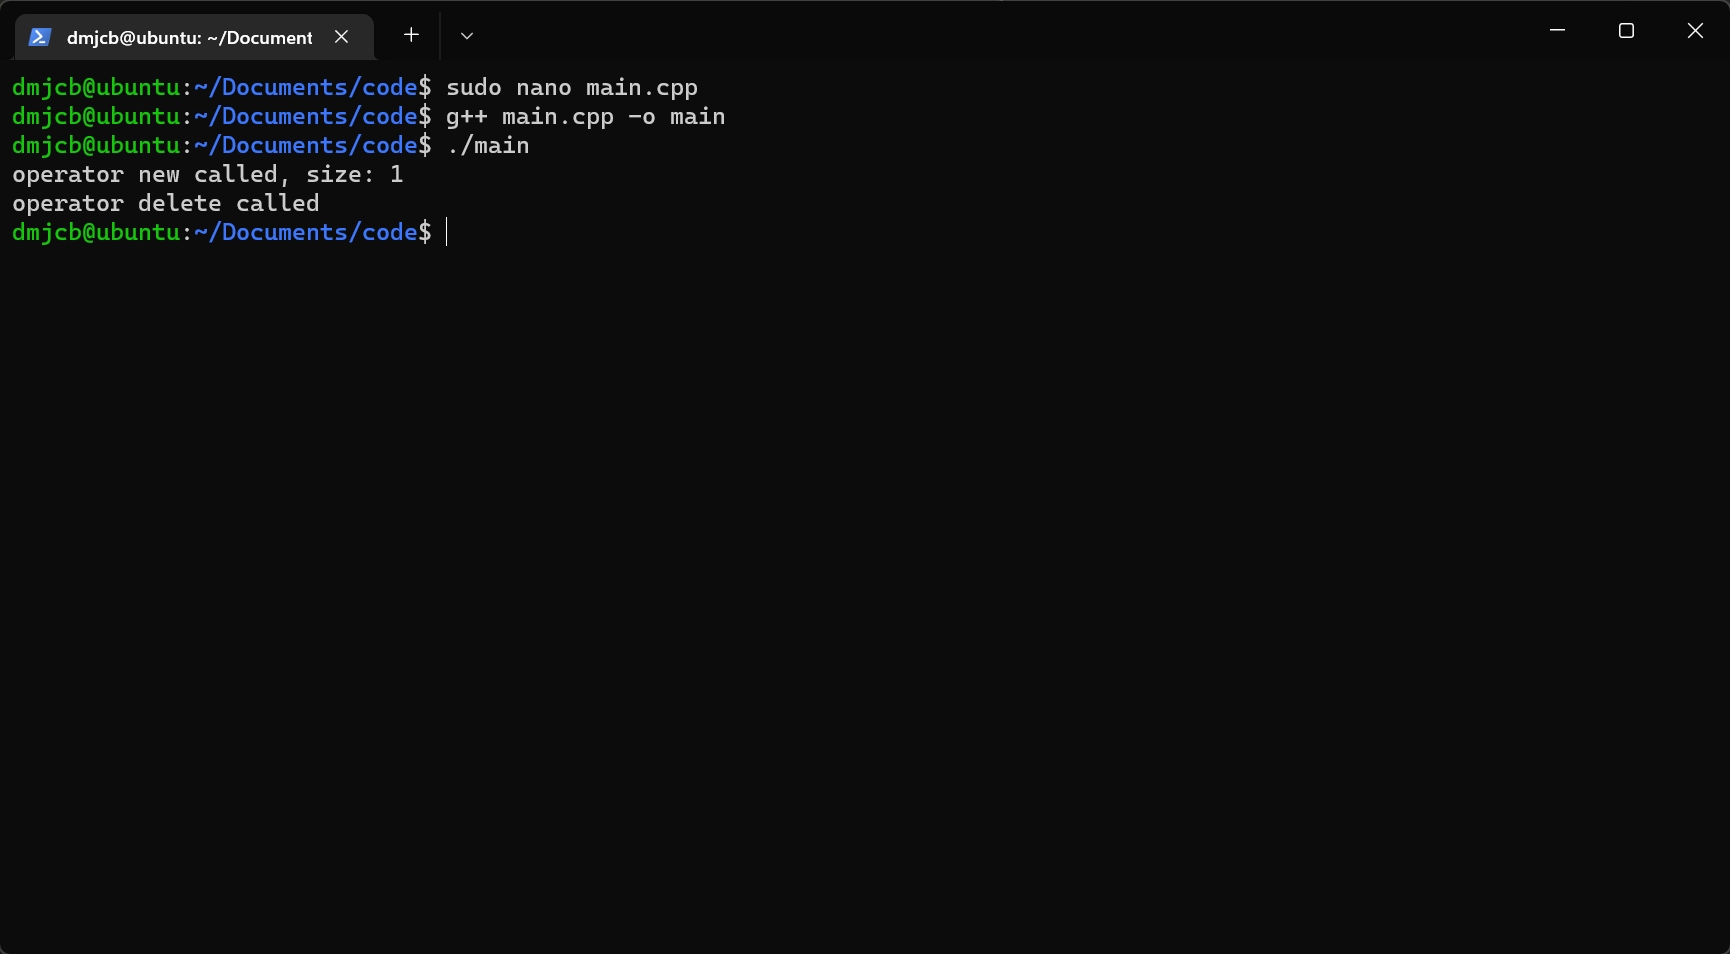 dmjcb@ubuntu: ~/Document
dmjcb@ubuntu:~/Documents/code$ sudo nano main.cpp
dmjcb@ubuntu:~/Documents/code$ g++ main.cpp -o main
dmjcb@ubuntu:~/Documents/code$ ./main
operator new called, size: 1
operator delete called
dmjcb@ubuntu:~/Documents/code$